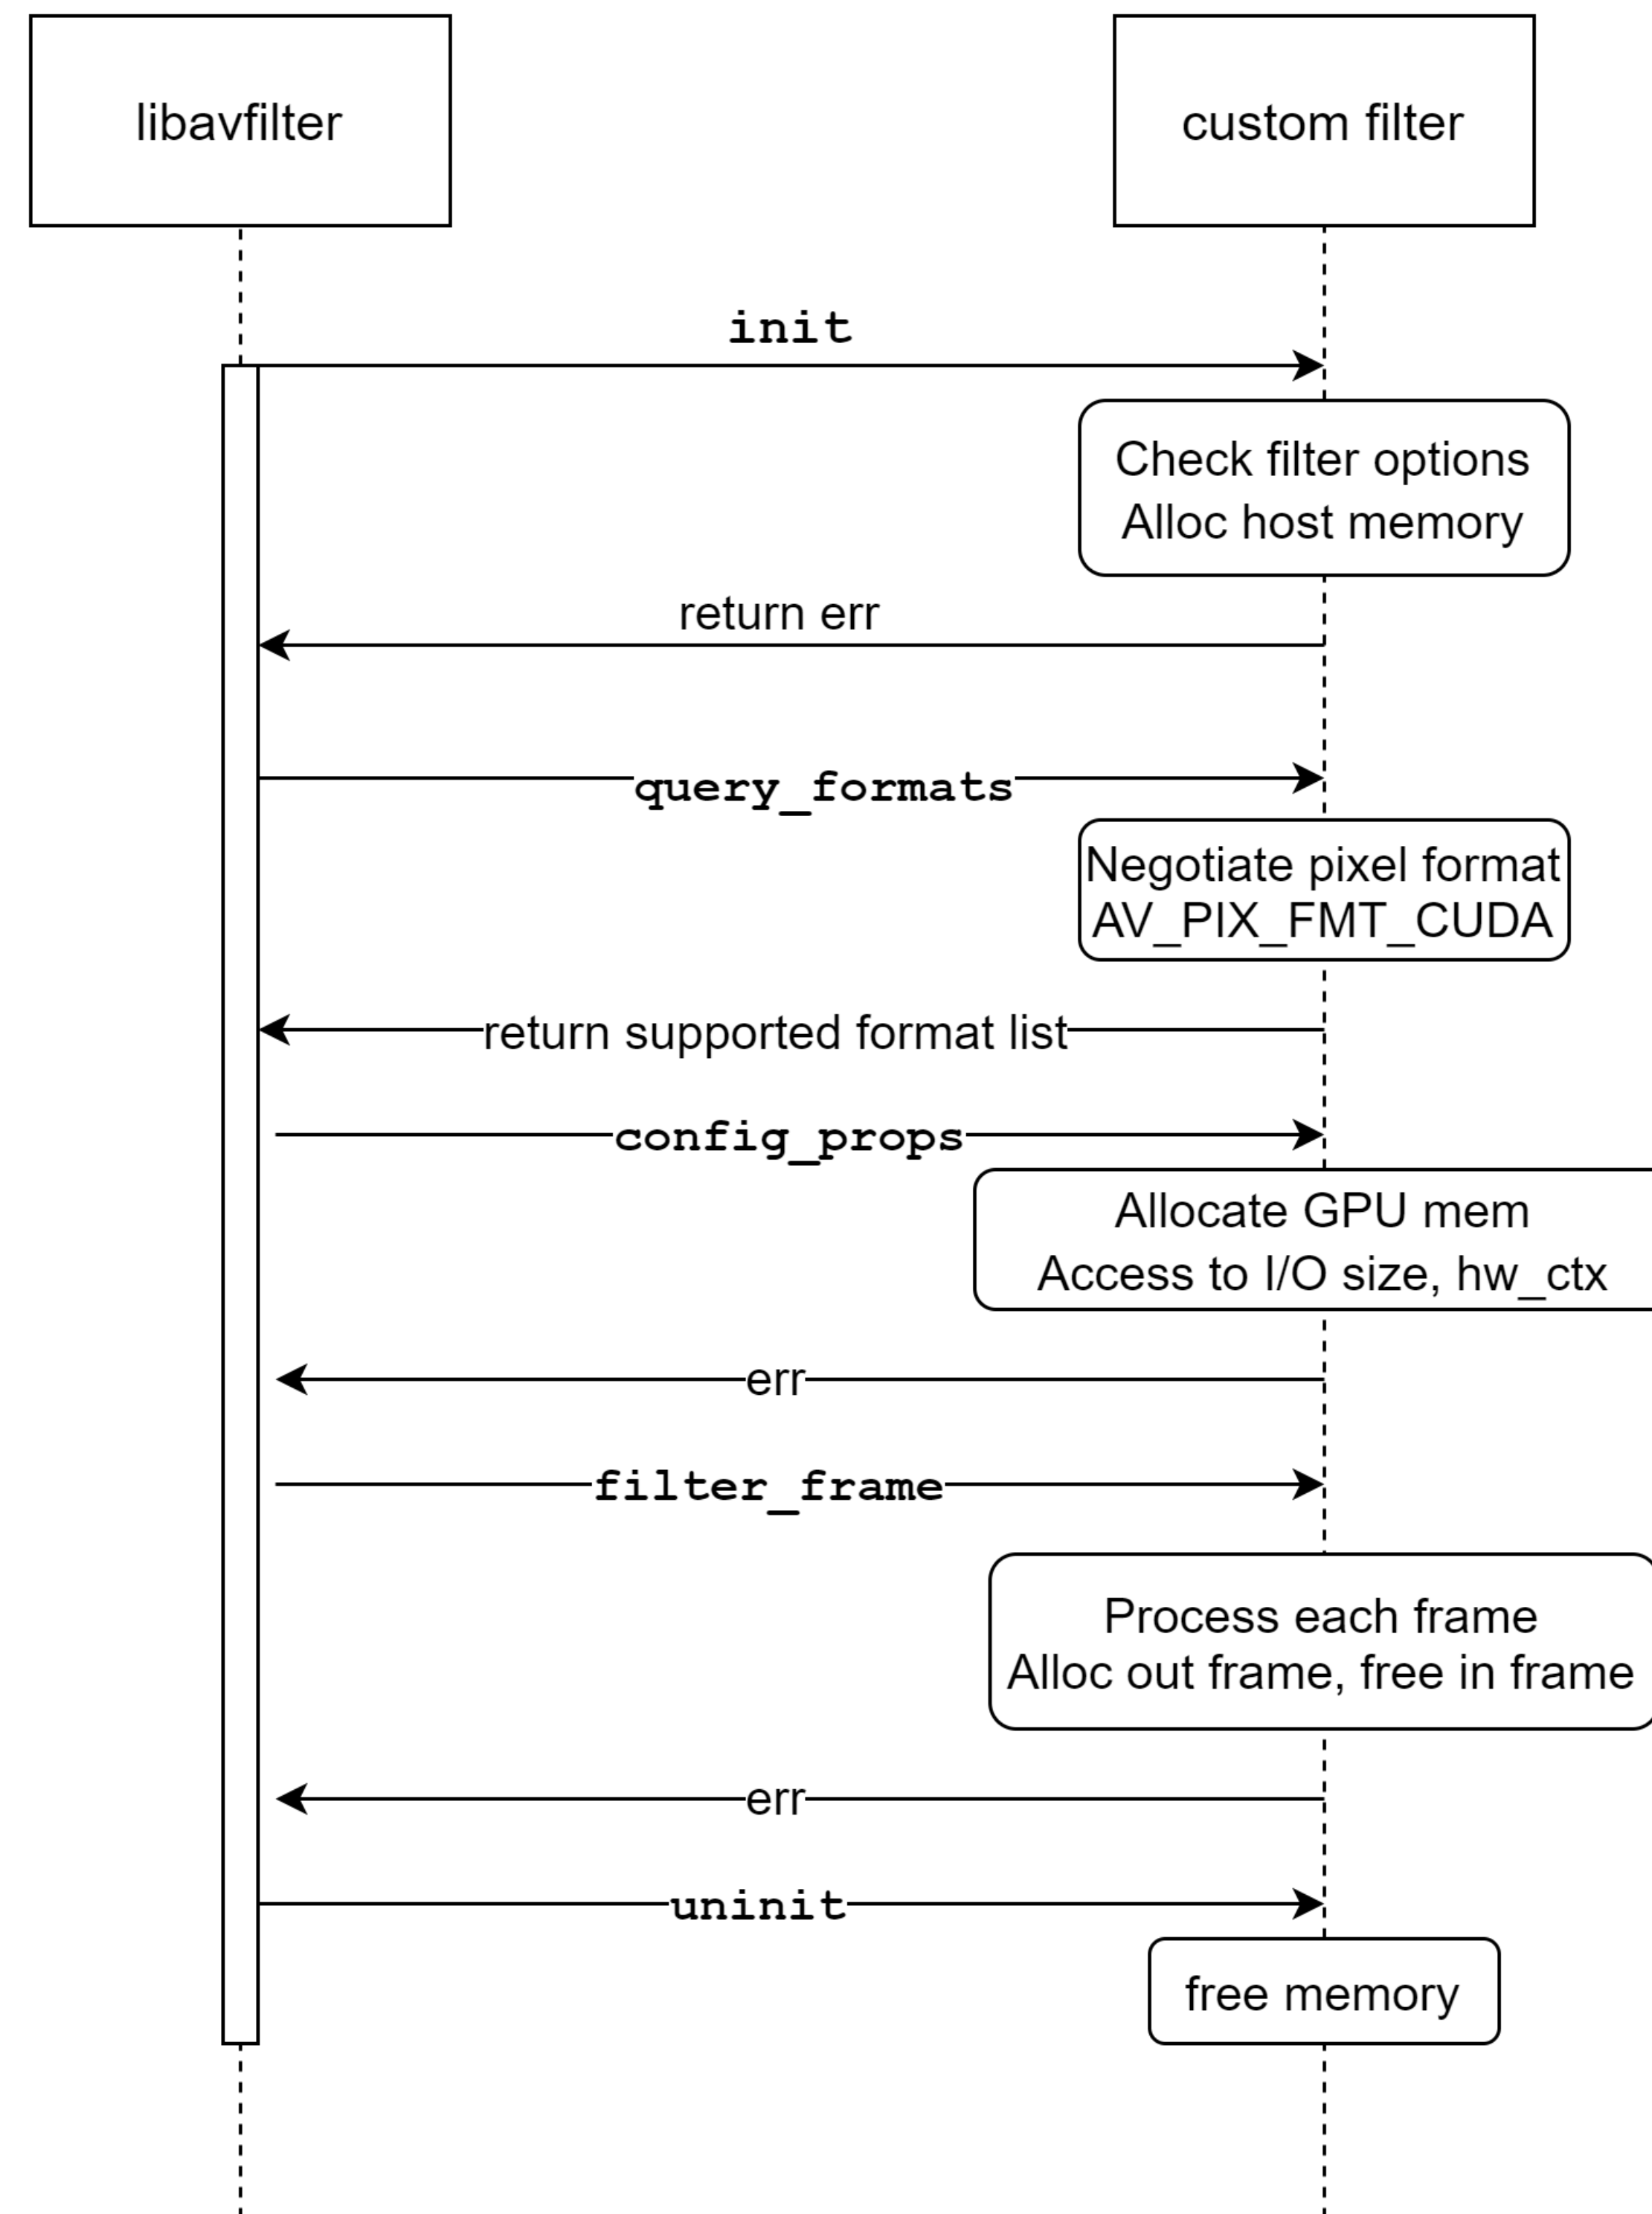 libavfilter
custom filter
init
Check filter options
Alloc host memory
return err
query_formats
Negotiate pixel format
AV_PIX_FMT_CUDA
return supported format list
config_props
Allocate GPU mem
Access to I/O size, hw_ctx
err
filter_frame
Process each frame
Alloc out frame, free in frame
err
uninit
free memory